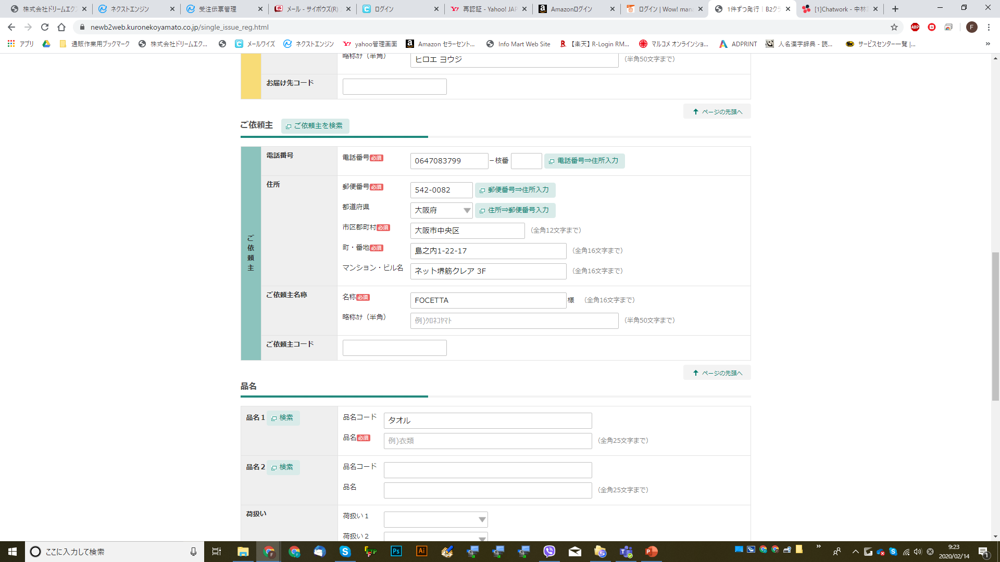 株式会社ドリームエク
ネクストエンジン
受注伝票管理
メール - サイボウズ(R)
ログイン
再認証 - Yahoo! JAP
Amazonログイン
ログイン | Wow! mana
1件ずつ発行｜B2クラ
[1]Chatwork - 中林
newb2web.kuronekoyamato.co.jp/single_issue_reg.html
アプリ
通販作業用ブックマーク
株式会社ドリームエク...
メールワイズ
ネクストエンジン
yahoo管理画面
Amazon セラーセント...
Info Mart Web Site
【楽天】R-Login RM...
マルコメ オンラインショ...
ADPRINT
人名漢字辞典 - 読...
サービスセンター一覧 |...
略称ｶﾅ（半角）
ヒロエ ヨウジ
（半角50文字まで）
お届け先コード
ページの先頭へ
ご依頼主
ご依頼主を検索
ご依頼主
電話番号
電話番号 必須
0647083799
－枝番
電話番号⇒住所入力
住所
郵便番号 必須
542-0082
郵便番号⇒住所入力
都道府県
大阪府
住所⇒郵便番号入力
市区郡町村 必須
大阪市中央区
（全角12文字まで）
町・番地 必須
島之内1-22-17
（全角16文字まで）
マンション・ビル名
ネット堺筋クレア 3F
（全角16文字まで）
ご依頼主名称
名称 必須
FOCETTA
様
（全角16文字まで）
略称ｶﾅ（半角）
例)ｸﾛﾈｺﾔﾏﾄ
（半角50文字まで）
ご依頼主コード
ページの先頭へ
品名
品名１
検索
品名コード
タオル
品名 必須
例)衣類
（全角25文字まで）
品名２
検索
品名コード
品名
（全角25文字まで）
荷扱い
荷扱い１
荷扱い２
ここに入力して検索
9:23
2020/02/14